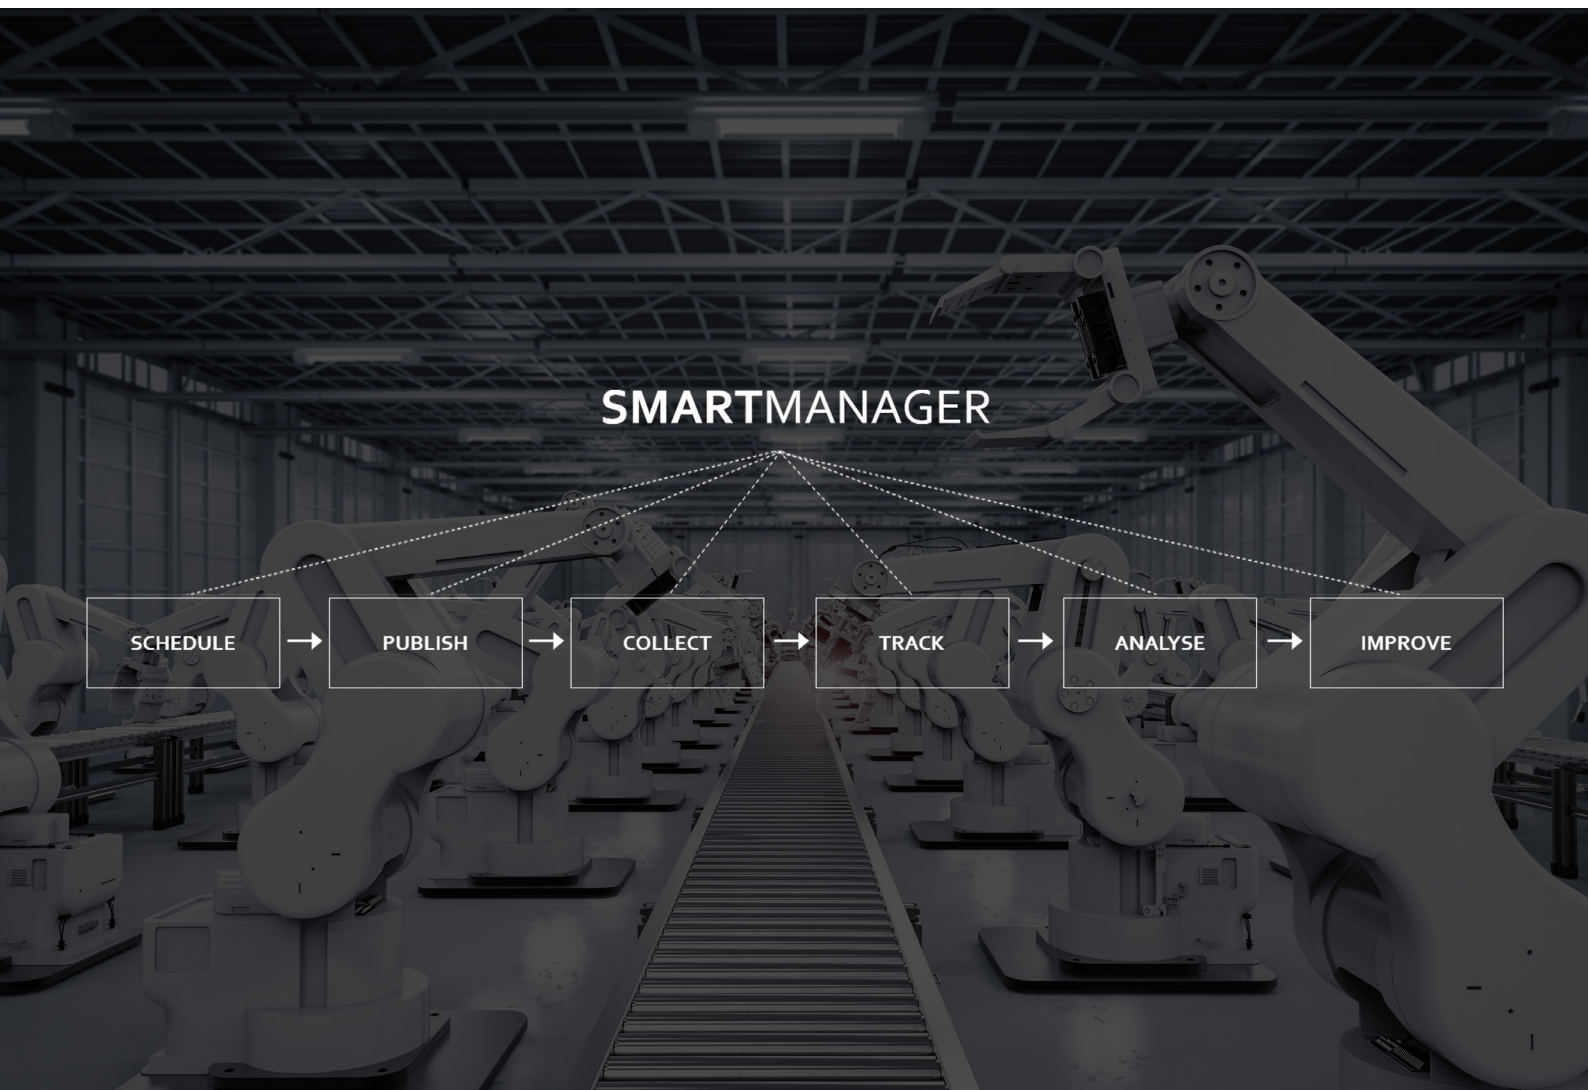 SMARTMANAGER
SCHEDULE
PUBLISH
COLLECT
TRACK
ANALYSE
IMPROVE